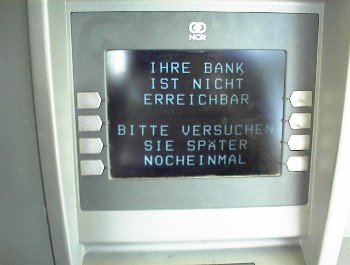 NCR
IHRE BANK
IST NICHT
ERREICHBAR
BITTE VERSUCHEN
SIE SPÄTER
NOCHEINMAL